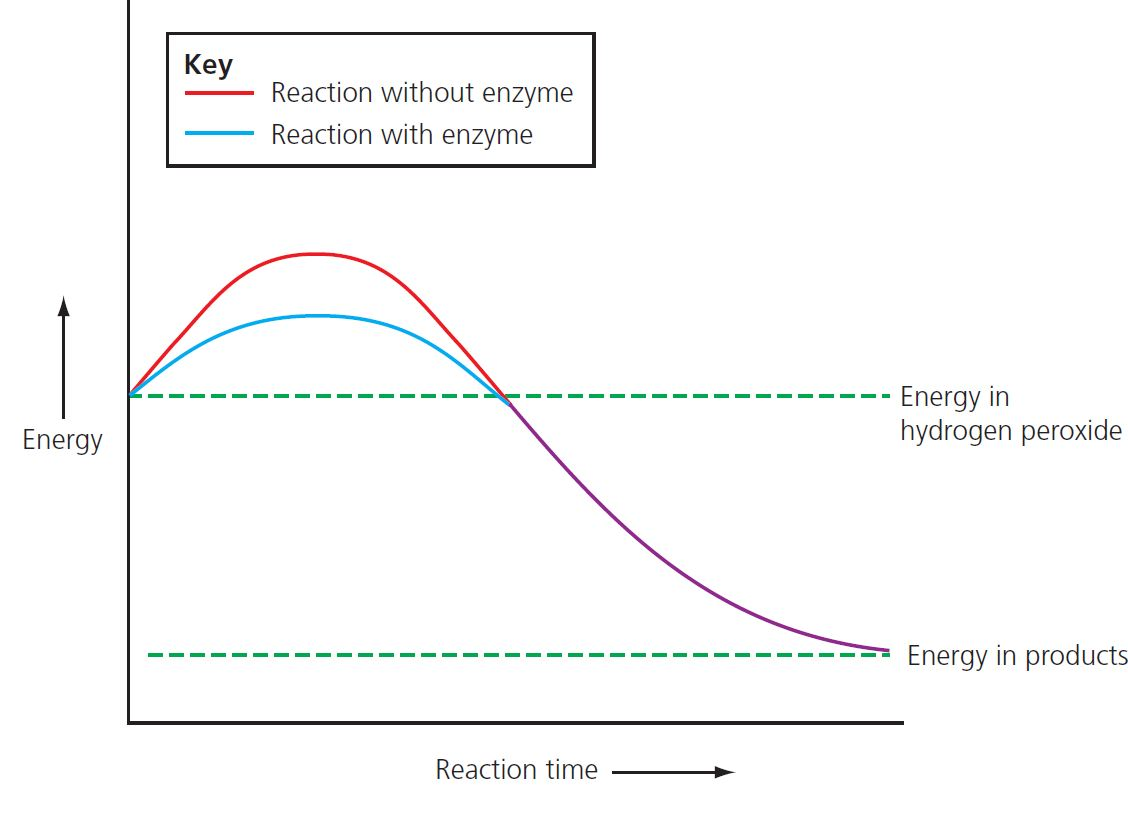 Key
Reaction without enzyme
Reaction with enzyme
Energy in
hydrogen peroxide
Energy
Energy in products
Reaction time